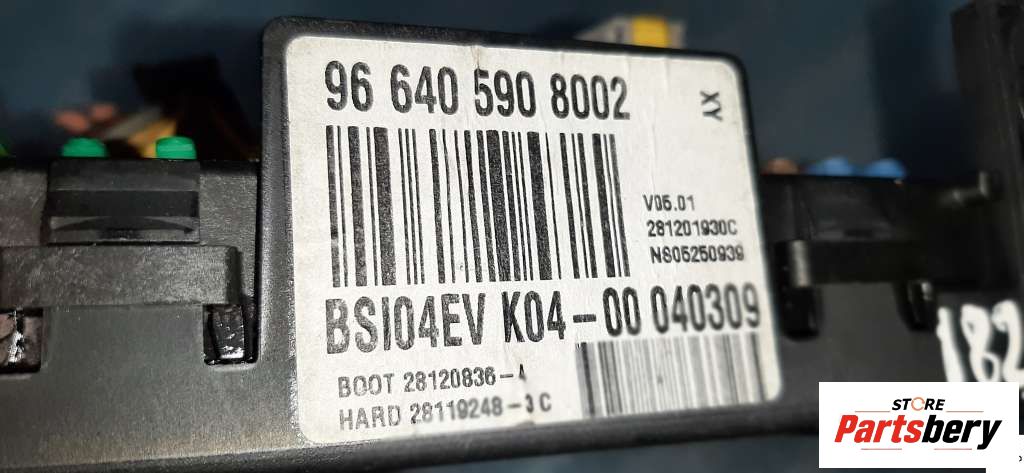 96 640 590 8002
XY
V05.01
281201930C
N805250939
BSI04EV K04-00 040309
BOOT 28120836-A
HARD 28119248-3C
182
STORE
Partsbery